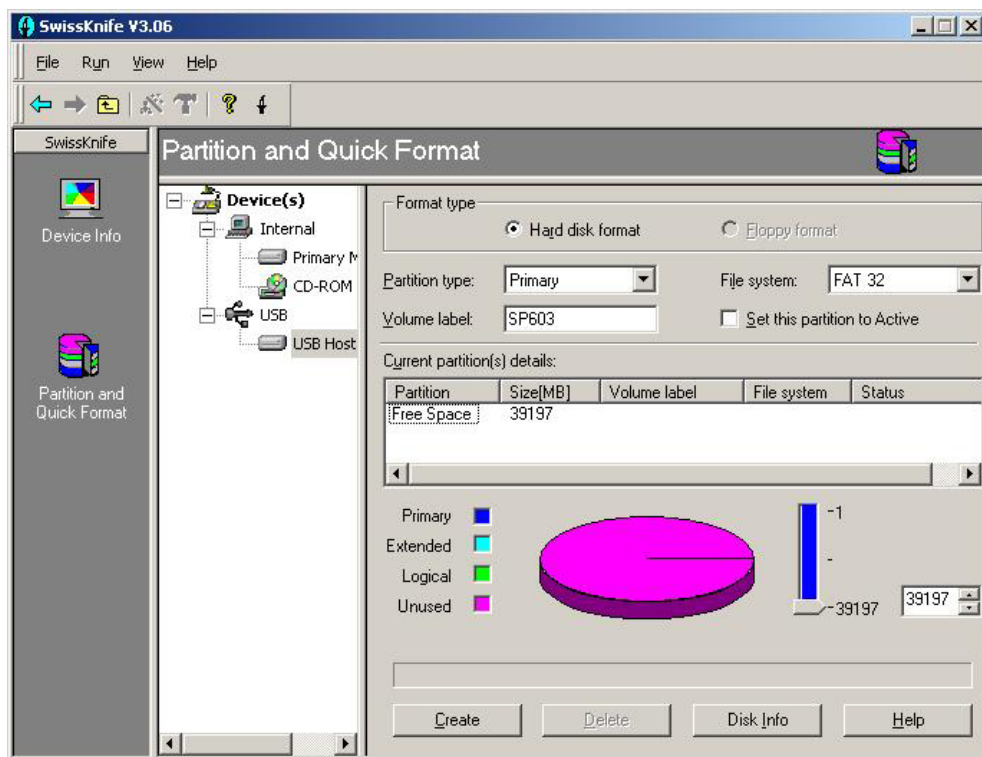 SwissKnife V3.06
File Run View Help
SwissKnife
Partition and Quick Format
Device Info
Partition and
Quick Format
Device(s)
Internal
Primary M
CD-ROM
USB
USB Host
Format type
Hard disk format
Floppy format
Partition type:
Primary
File system:
FAT 32
Volume label:
SP603
Set this partition to Active
Current partition(s) details:
Partition Size[MB] Volume label File system Status
Free Space 39197
Primary
Extended
Logical
Unused
-1
-
-39197
39197
Create
Delete
Disk Info
Help